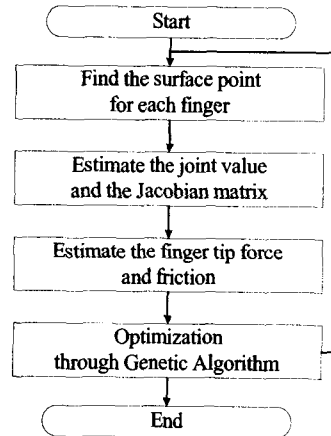 Start
Find the surface point
for each finger
Estimate the joint value
and the Jacobian matrix
Estimate the finger tip force
and friction
Optimization
through Genetic Algorithm
End